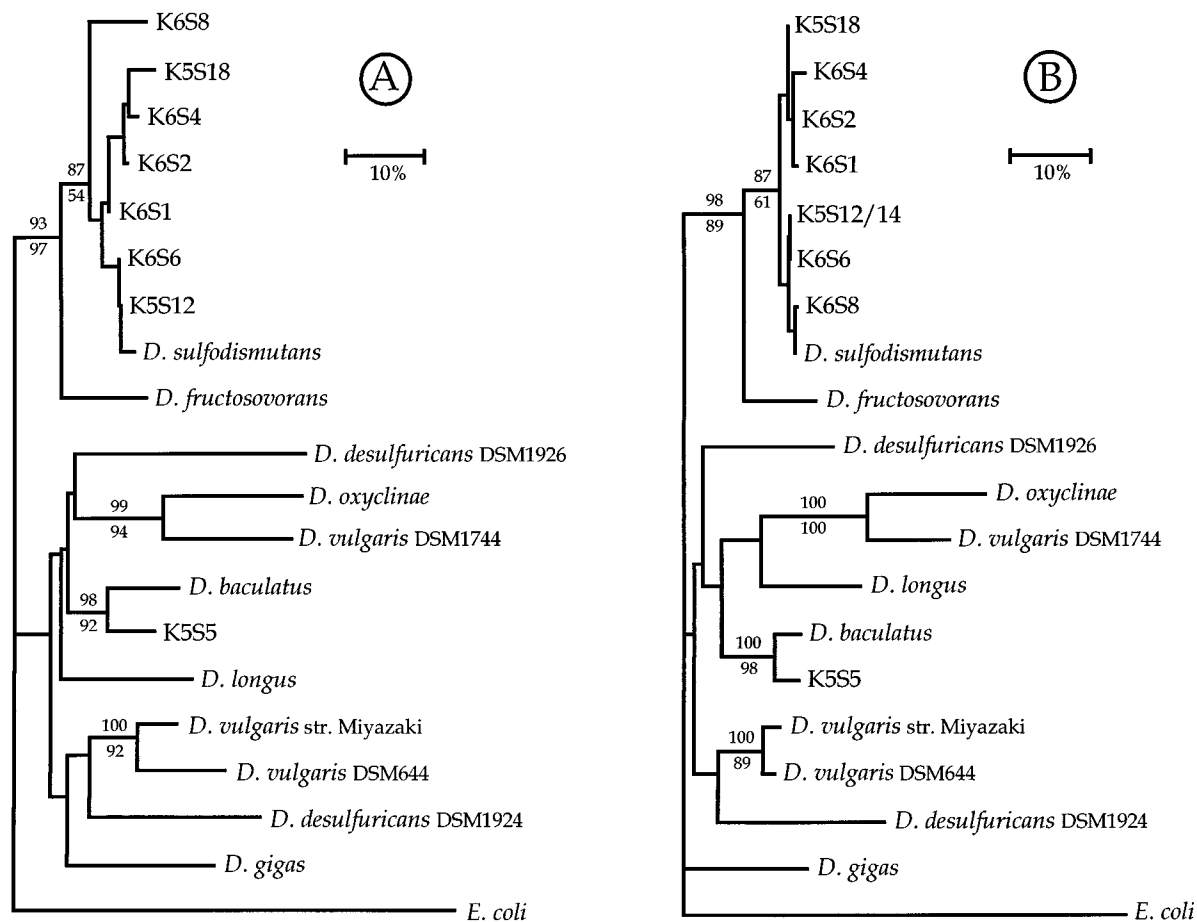 K6S8
K5S18
A
K6S4
10%
K6S2
87
54
K6S1
93
97
K6S6
K5S12
D. sulfodismutans
D. fructosovorans
D. desulfuricans DSM1926
D. oxyclinae
99
94
D. vulgaris DSM1744
D. baculatus
98
92
K5S5
D. longus
D. vulgaris str. Miyazaki
100
92
D. vulgaris DSM644
D. desulfuricans DSM1924
D. gigas
E. coli
K5S18
B
K6S4
K6S2
10%
K6S1
87
61
98
89
K5S12/14
K6S6
K6S8
D. sulfodismutans
D. fructosovorans
D. desulfuricans DSM1926
D. oxyclinae
100
100
D. vulgaris DSM1744
D. longus
D. baculatus
100
98
K5S5
D. vulgaris str. Miyazaki
100
89
D. vulgaris DSM644
D. desulfuricans DSM1924
D. gigas
E. coli